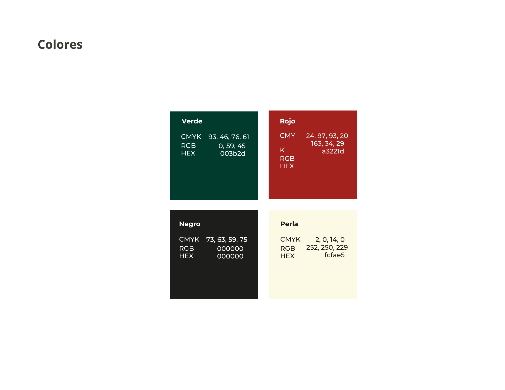 Colores
Verde
CMYK 93, 46, 76, 61
RGB 0, 59, 45
HEX 003b2d
Rojo
CMY 24, 97, 93, 20
K 163, 34, 29
RGB a3221d
HEX
Negro
CMYK 73, 63, 59, 75
RGB 000000
HEX 000000
Perla
CMYK 2, 0, 14, 0
RGB 252, 250, 229
HEX fcfae5